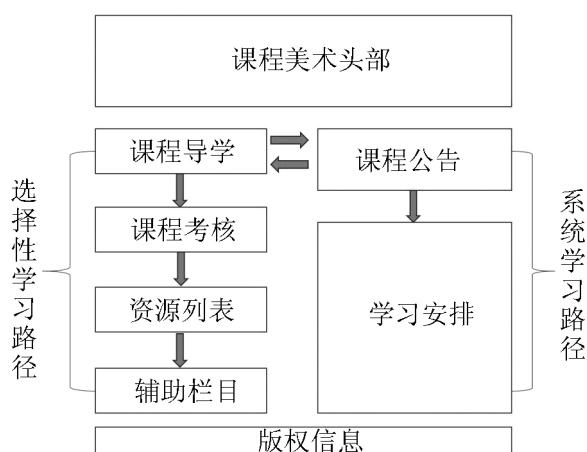 课程美术头部
课程导学
课程公告
选择性学习路径
课程考核
资源列表
辅助栏目
学习安排
系统学习路径
版权信息